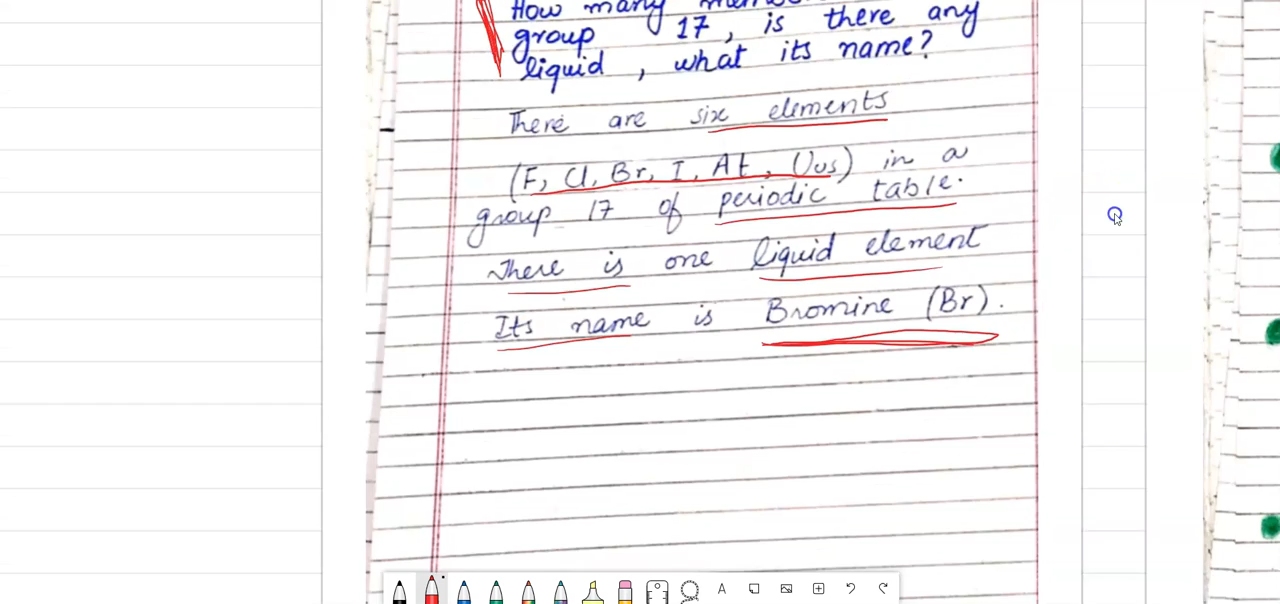 How many
group 17, is there any
liquid, what its name?
There are six elements
(F, Cl, Br, I, At, Uus) in a
group 17 of periodic table.
There is one liquid element
Its name is Bromine (Br).
A